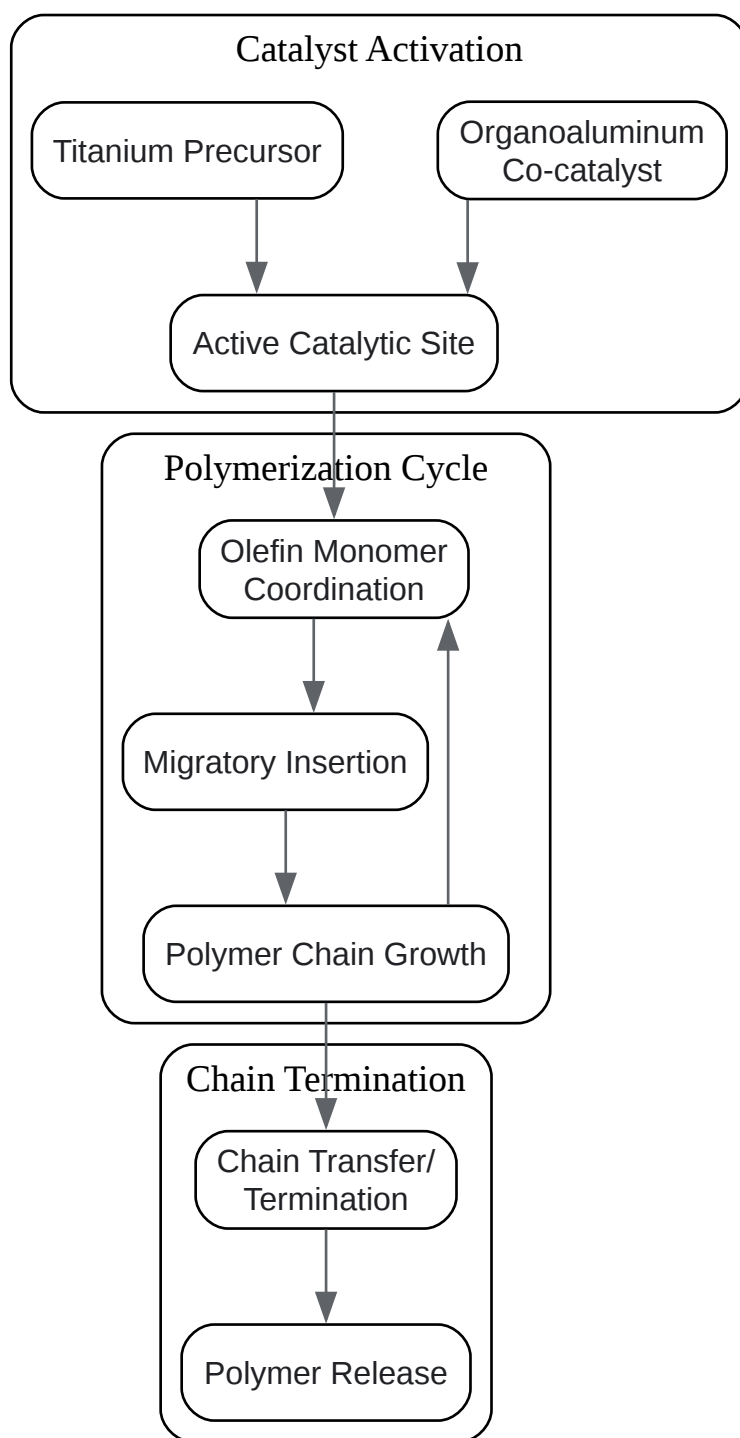 Catalyst Activation
Titanium Precursor
Organoaluminum
Co-catalyst
Active Catalytic Site
Polymerization Cycle
Olefin Monomer
Coordination
Migratory Insertion
Polymer Chain Growth
Chain Termination
Chain Transfer/
Termination
Polymer Release